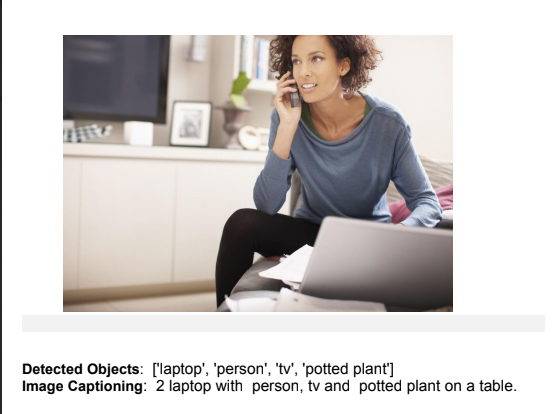 Detected Objects: ['laptop', 'person', 'tv', 'potted plant']
Image Captioning: 2 laptop with person, tv and potted plant on a table.